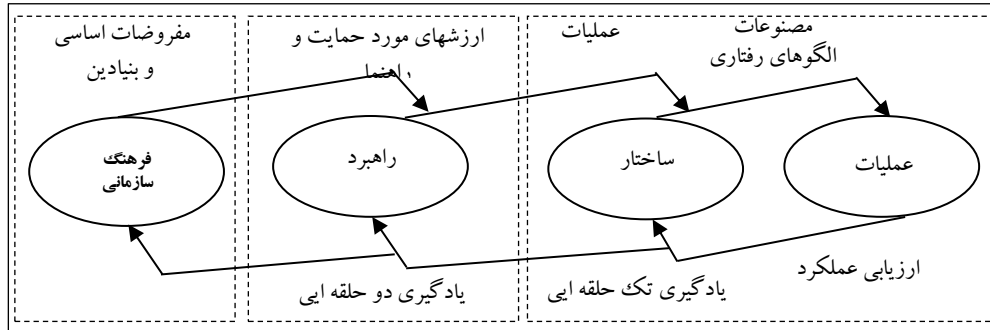 مفروضات اساسی
و بنیادین
ارزشهای مورد حمایت و
راهنما
عملیات
مصنوعات
الگوهای رفتاری
فرهنگ
سازمانی
راهبرد
ساختار
عملیات
ارزیابی عملکرد
یادگیری تک حلقه ایی
یادگیری دو حلقه ایی